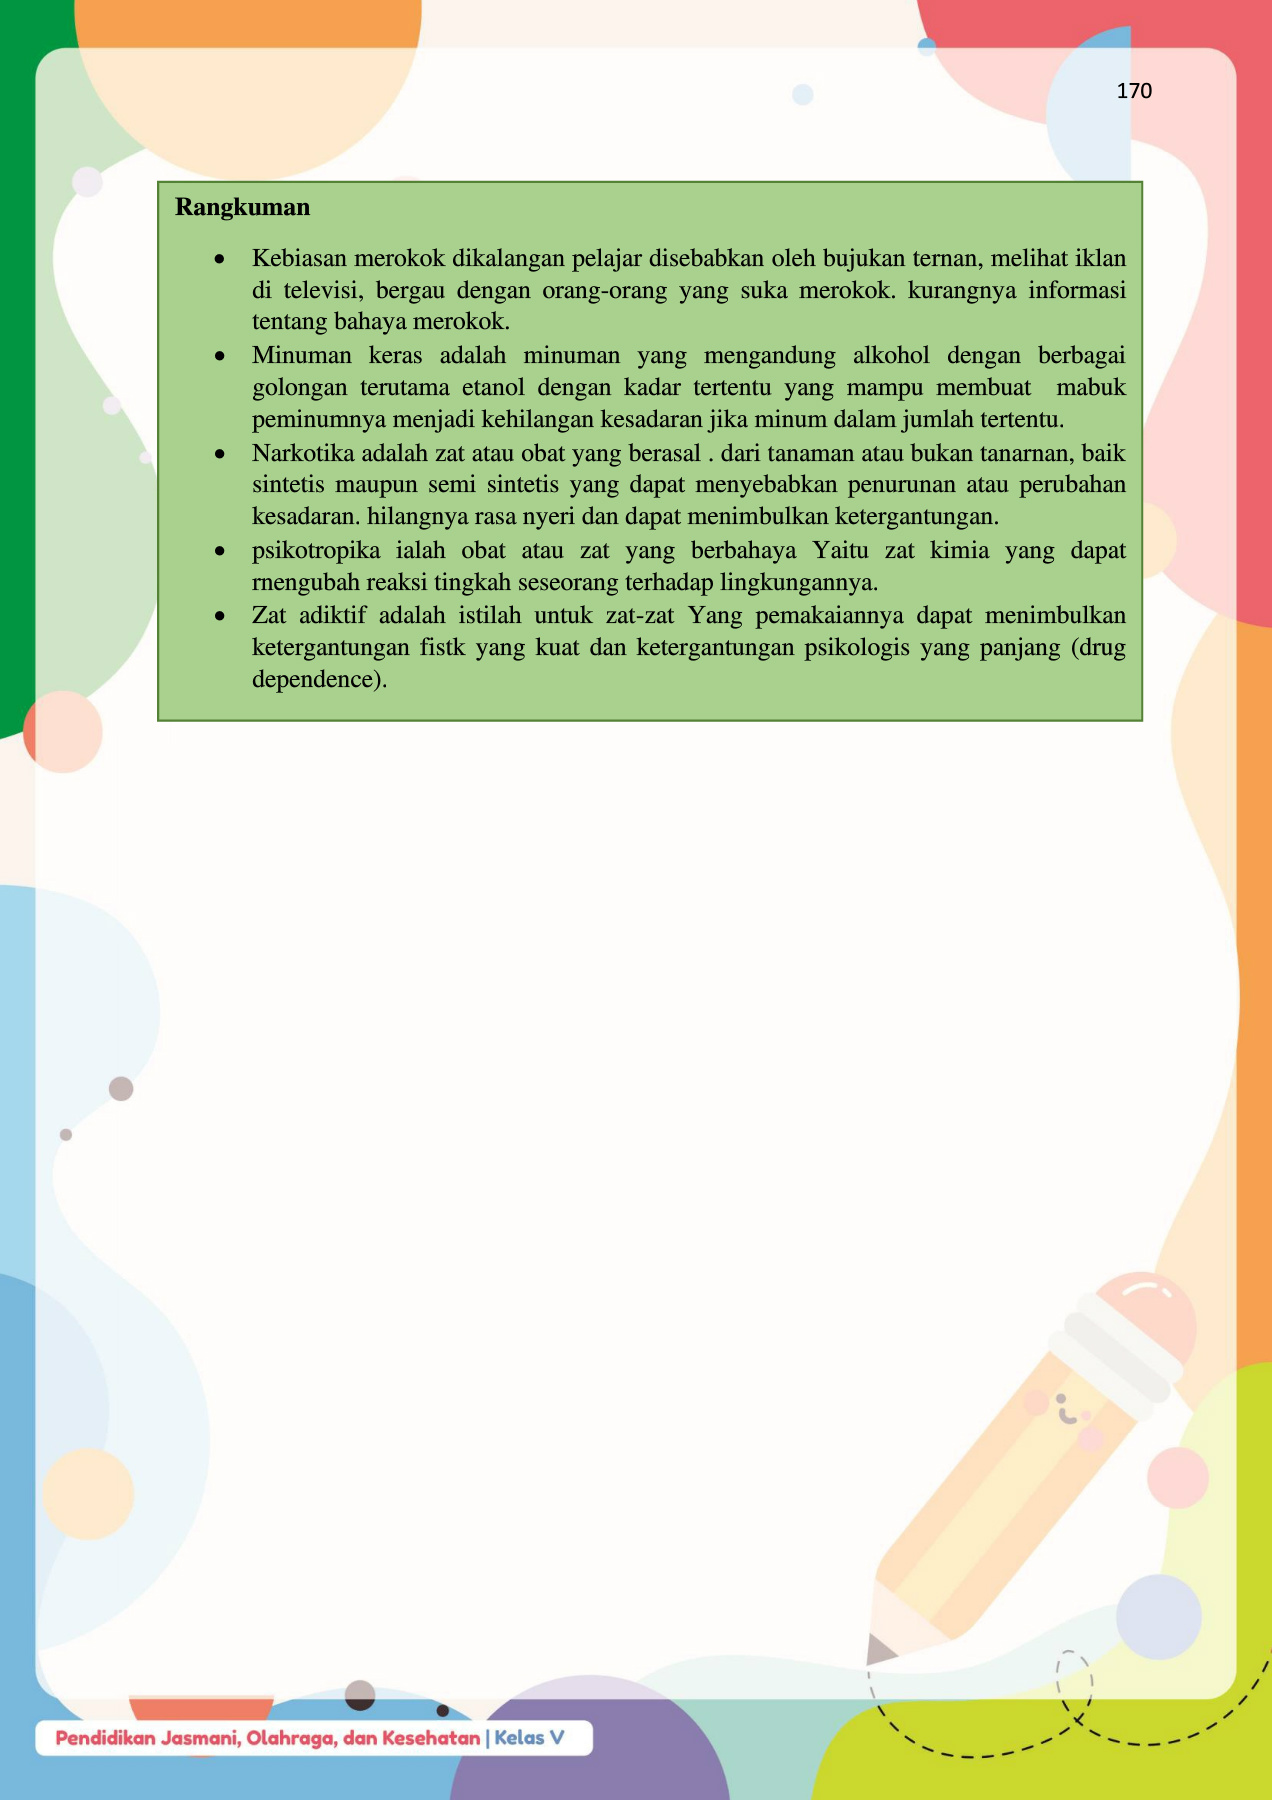 170
Rangkuman
• Kebiasan merokok dikalangan pelajar disebabkan oleh bujukan ternan, melihat iklan
di televisi, bergau dengan orang-orang yang suka merokok. kurangnya informasi
tentang bahaya merokok.
• Minuman keras adalah minuman yang mengandung alkohol dengan berbagai
golongan terutama etanol dengan kadar tertentu yang mampu membuat mabuk
peminumnya menjadi kehilangan kesadaran jika minum dalam jumlah tertentu.
• Narkotika adalah zat atau obat yang berasal . dari tanaman atau bukan tanarnan, baik
sintetis maupun semi sintetis yang dapat menyebabkan penurunan atau perubahan
kesadaran. hilangnya rasa nyeri dan dapat menimbulkan ketergantungan.
• psikotropika ialah obat atau zat yang berbahaya Yaitu zat kimia yang dapat
rnengubah reaksi tingkah seseorang terhadap lingkungannya.
• Zat adiktif adalah istilah untuk zat-zat Yang pemakaiannya dapat menimbulkan
ketergantungan fistk yang kuat dan ketergantungan psikologis yang panjang (drug
dependence).
Pendidikan Jasmani, Olahraga, dan Kesehatan | Kelas V